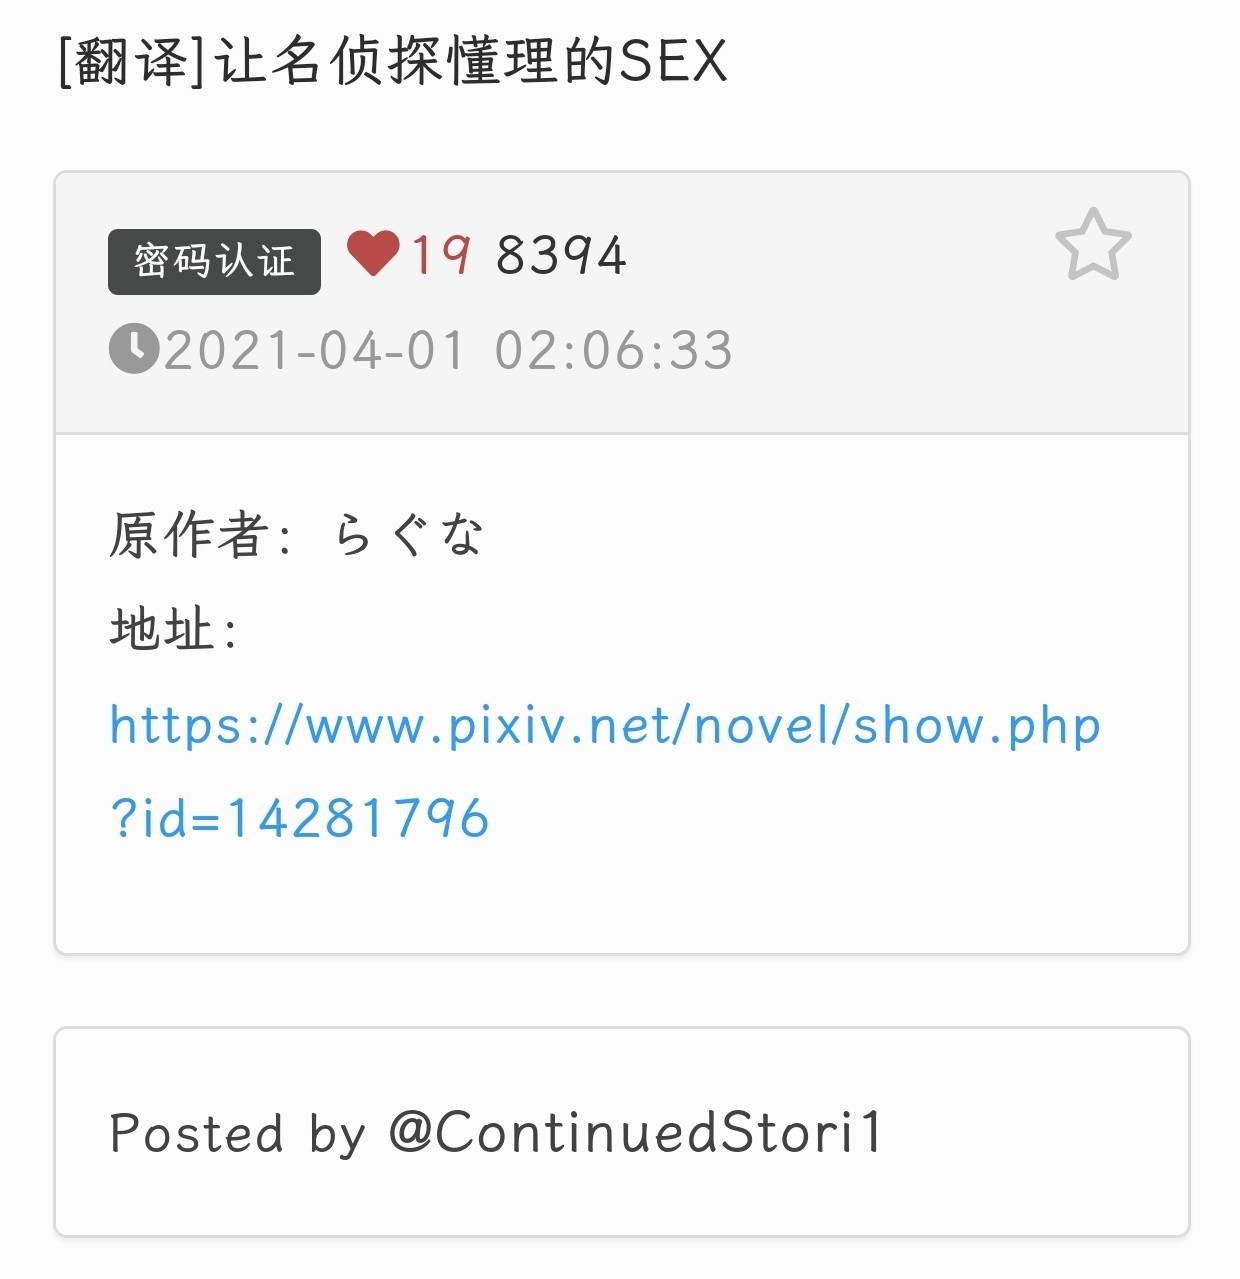 [翻译]让名侦探懂理的SEX
密码认证 19 8394
2021-04-01 02:06:33
原作者：らぐな
地址：
https://www.pixiv.net/novel/show.php
?id=14281796
Posted by @ContinuedStori1